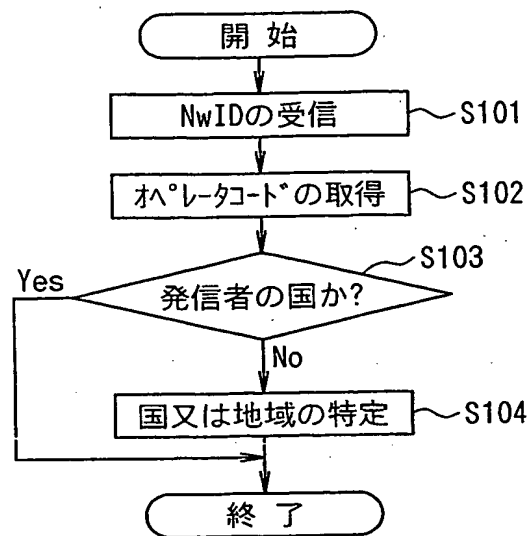 開始
NwIDの受信 S101
オペレータコードの取得 S102
S103
Yes
発信者の国か?
No
国又は地域の特定 S104
終了